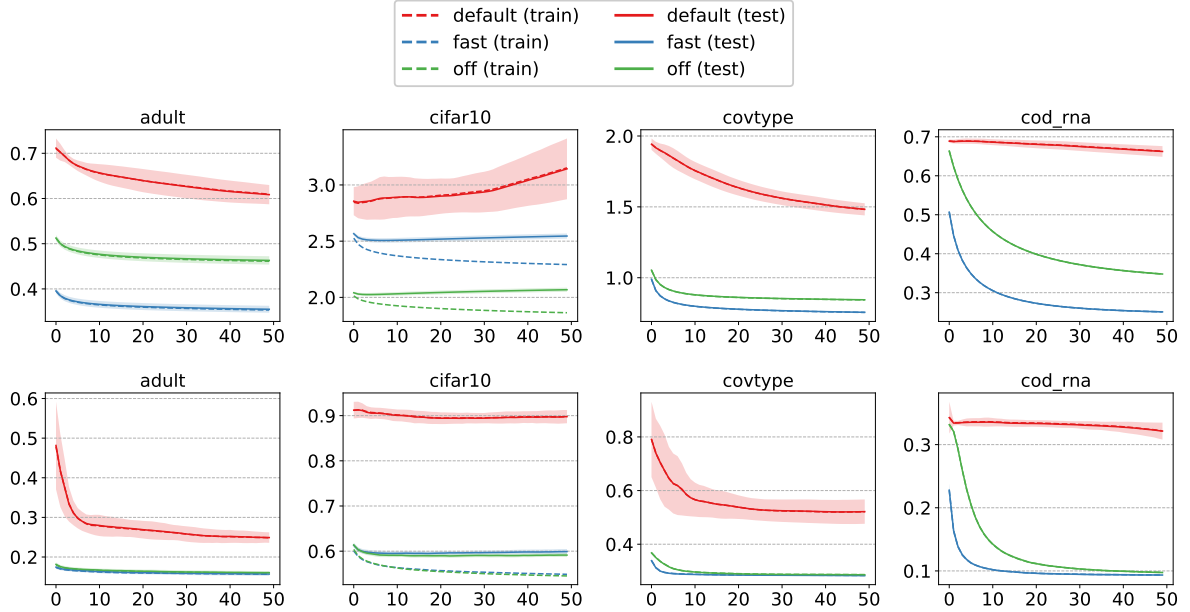 default (train) default (test)
fast (train) fast (test)
off (train) off (test)
adult cifar10 covtype cod_rna
0.7 3.0 2.0 0.7
0.6 2.5 1.5 0.6
0.5 2.0 1.0 0.5
0.4 0.4
0.3
0 10 20 30 40 50 0 10 20 30 40 50 0 10 20 30 40 50 0 10 20 30 40 50
adult cifar10 covtype cod_rna
0.6 0.9 0.8 0.3
0.5 0.8 0.6 0.2
0.4 0.7 0.4 0.1
0.3 0.6
0.2
0 10 20 30 40 50 0 10 20 30 40 50 0 10 20 30 40 50 0 10 20 30 40 50